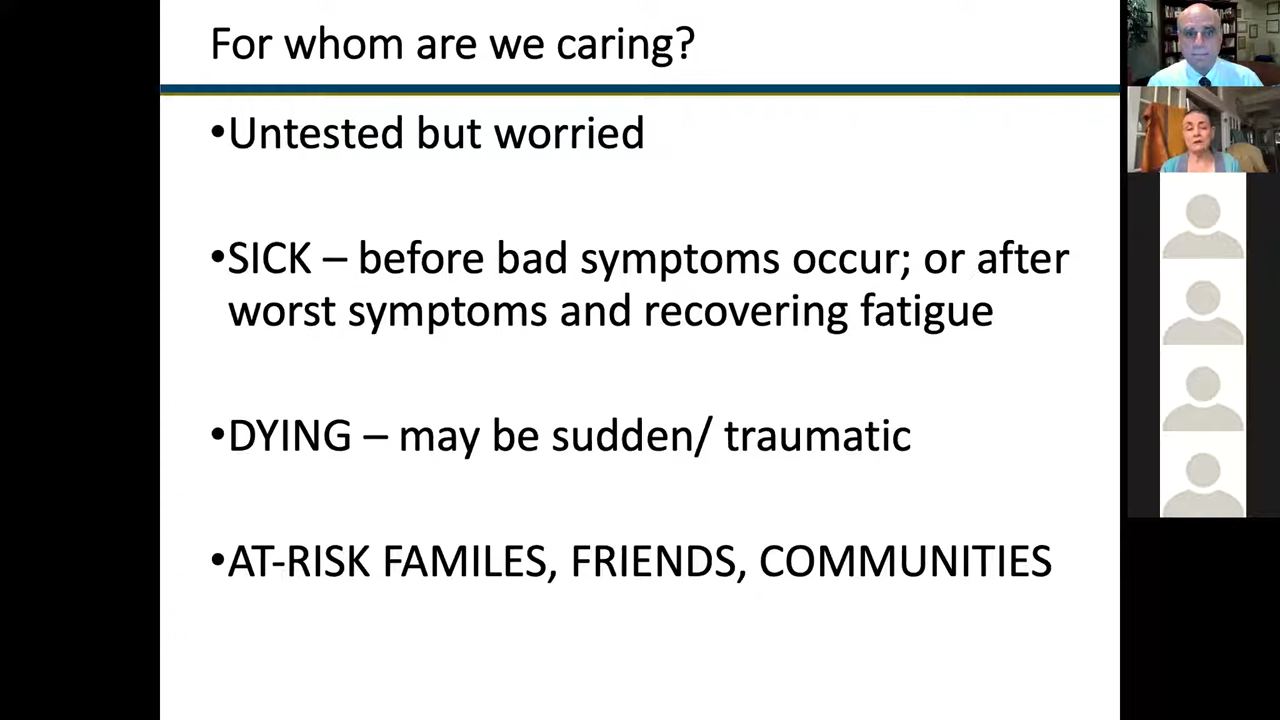 For whom are we caring?
•Untested but worried
•SICK – before bad symptoms occur; or after
worst symptoms and recovering fatigue
•DYING – may be sudden/ traumatic
•AT-RISK FAMILES, FRIENDS, COMMUNITIES